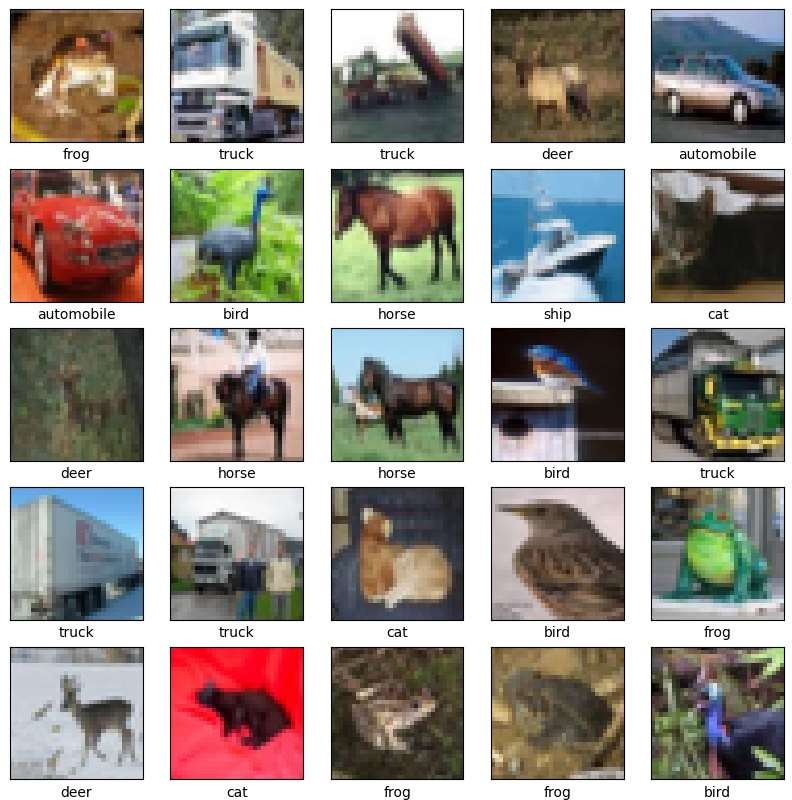 frog truck truck deer automobile
automobile bird horse ship cat
deer horse horse bird truck
truck truck cat bird frog
deer cat frog frog bird